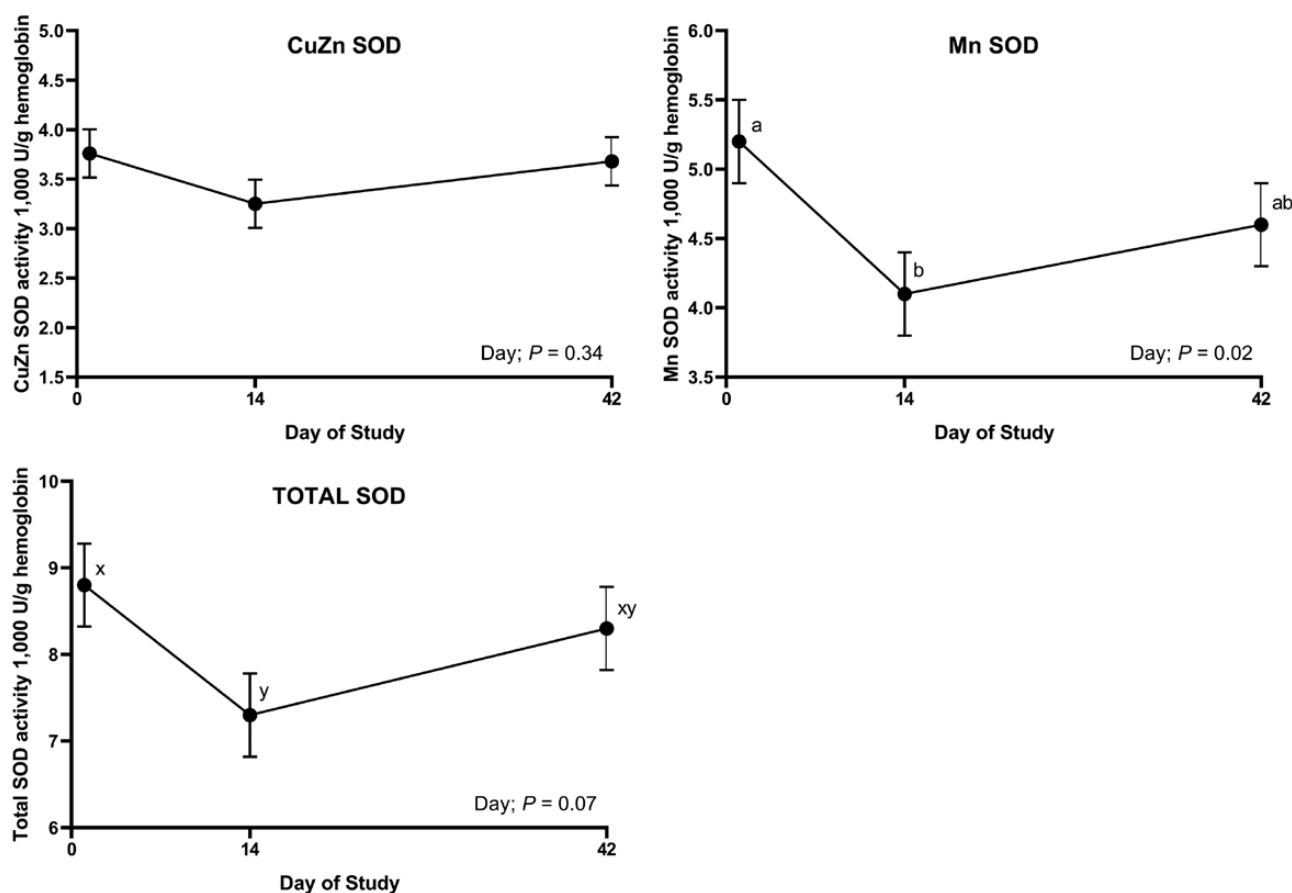 CuZn SOD
CuZn SOD activity 1,000 U/g hemoglobin
5.0
4.5
4.0
3.5
3.0
2.5
2.0
1.5
Day; P = 0.34
0
14
42
Day of Study
Mn SOD
Mn SOD activity 1,000 U/g hemoglobin
6.0
5.5
5.0
4.5
4.0
3.5
a
b
ab
Day; P = 0.02
0
14
42
Day of Study
TOTAL SOD
Total SOD activity 1,000 U/g hemoglobin
10
9
8
7
6
x
y
xy
Day; P = 0.07
0
14
42
Day of Study